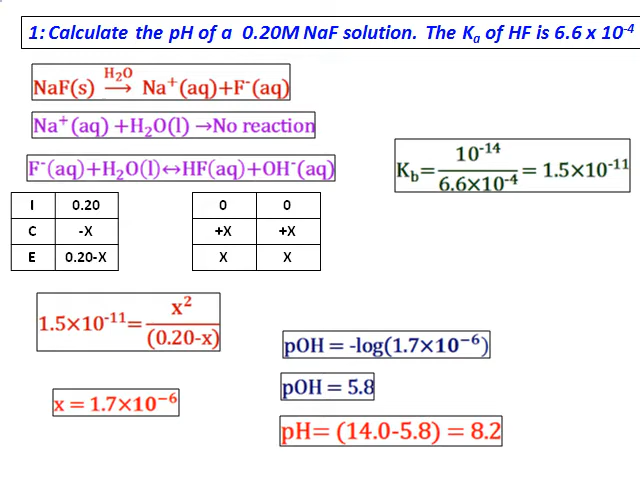 1: Calculate the pH of a 0.20M NaF solution. The Kₐ of HF is 6.6 x 10⁻⁴
NaF(s) H₂O → Na⁺(aq)+F⁻(aq)
Na⁺(aq) +H₂O(l) →No reaction
F⁻(aq)+H₂O(l)↔HF(aq)+OH⁻(aq)
K_b= 10⁻¹⁴ / 6.6×10⁻⁴ = 1.5×10⁻¹¹
I 0.20 0 0
C -X +X +X
E 0.20-X X X
1.5×10⁻¹¹= x² / (0.20-x)
x = 1.7×10⁻⁶
pOH = -log(1.7×10⁻⁶)
pOH = 5.8
pH= (14.0-5.8) = 8.2